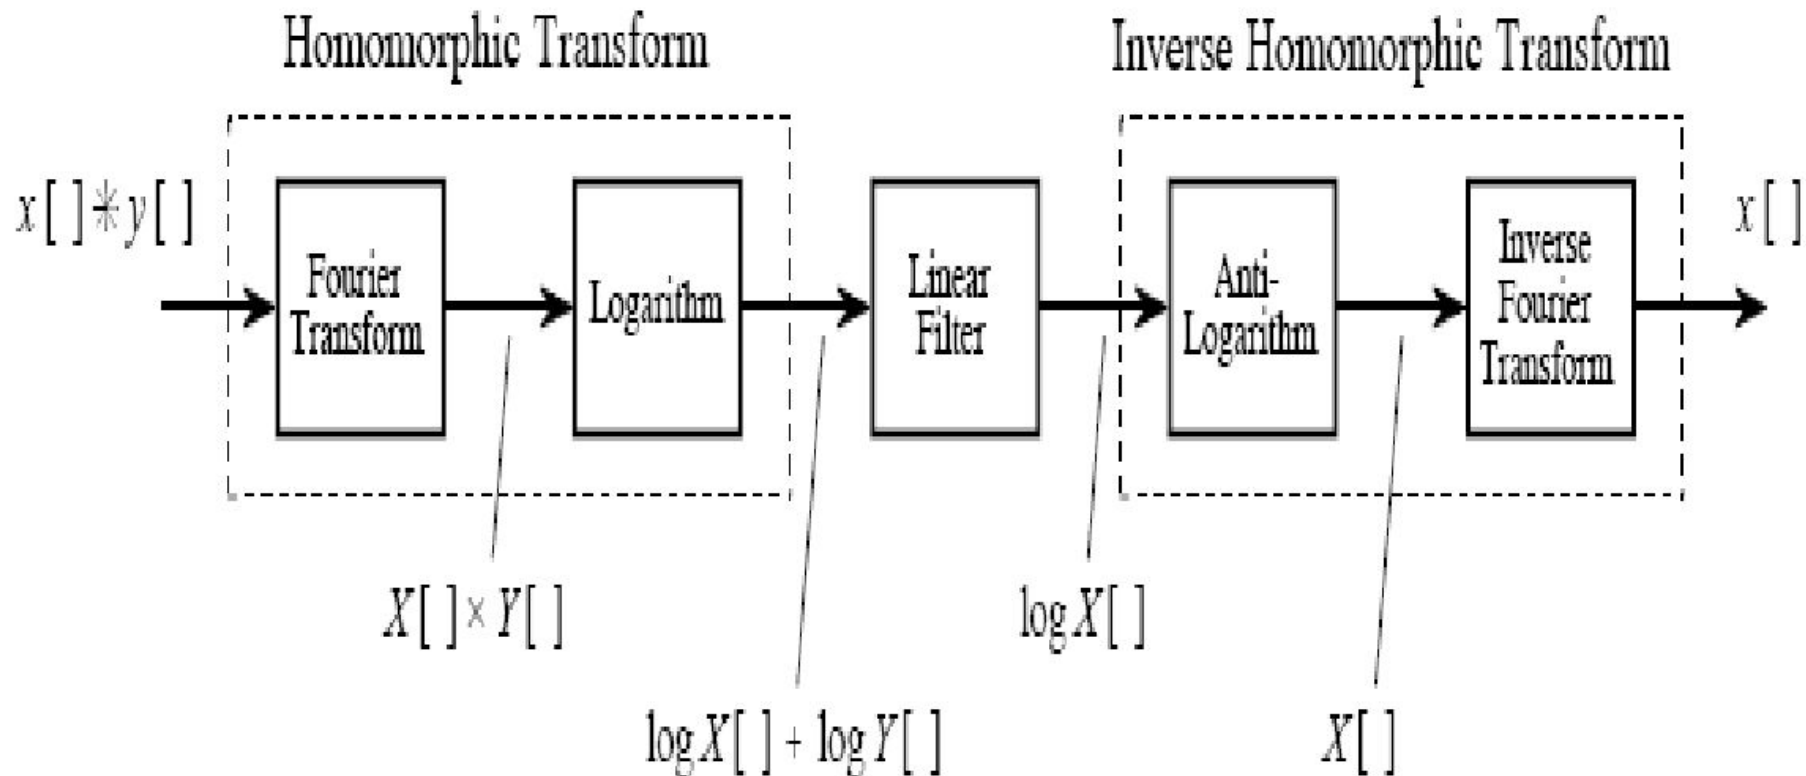 Homomorphic Transform
Inverse Homomorphic Transform
x[ ]*y[ ]
Fourier
Transform
Logarithm
Linear
Filter
Anti-
Logarithm
Inverse
Fourier
Transform
x[ ]
X[ ]×Y[ ]
log X[ ] + log Y[ ]
log X[ ]
X[ ]